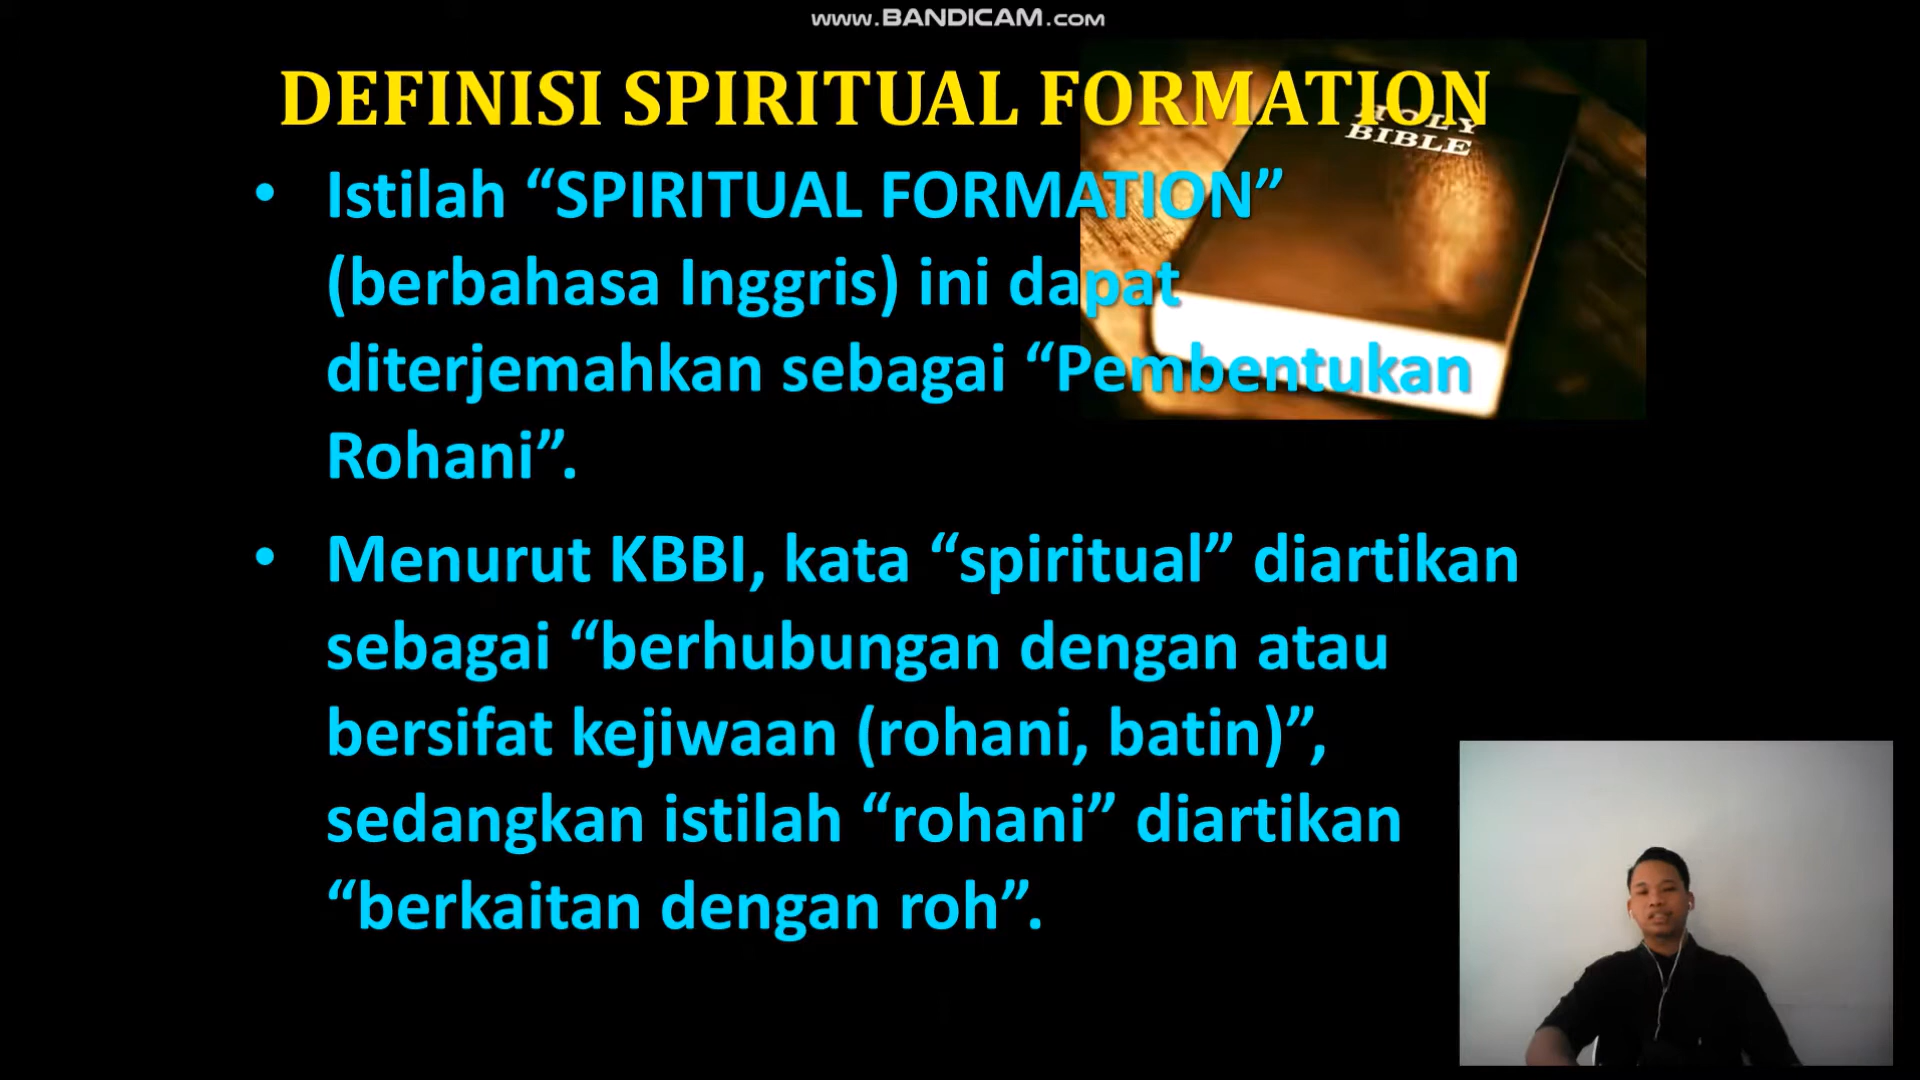 www.BANDICAM.com
DEFINISI SPIRITUAL FORMATION
HOLY
BIBLE
• Istilah “SPIRITUAL FORMATION”
(berbahasa Inggris) ini dapat
diterjemahkan sebagai “Pembentukan
Rohani”.
• Menurut KBBI, kata “spiritual” diartikan
sebagai “berhubungan dengan atau
bersifat kejiwaan (rohani, batin)”,
sedangkan istilah “rohani” diartikan
“berkaitan dengan roh”.